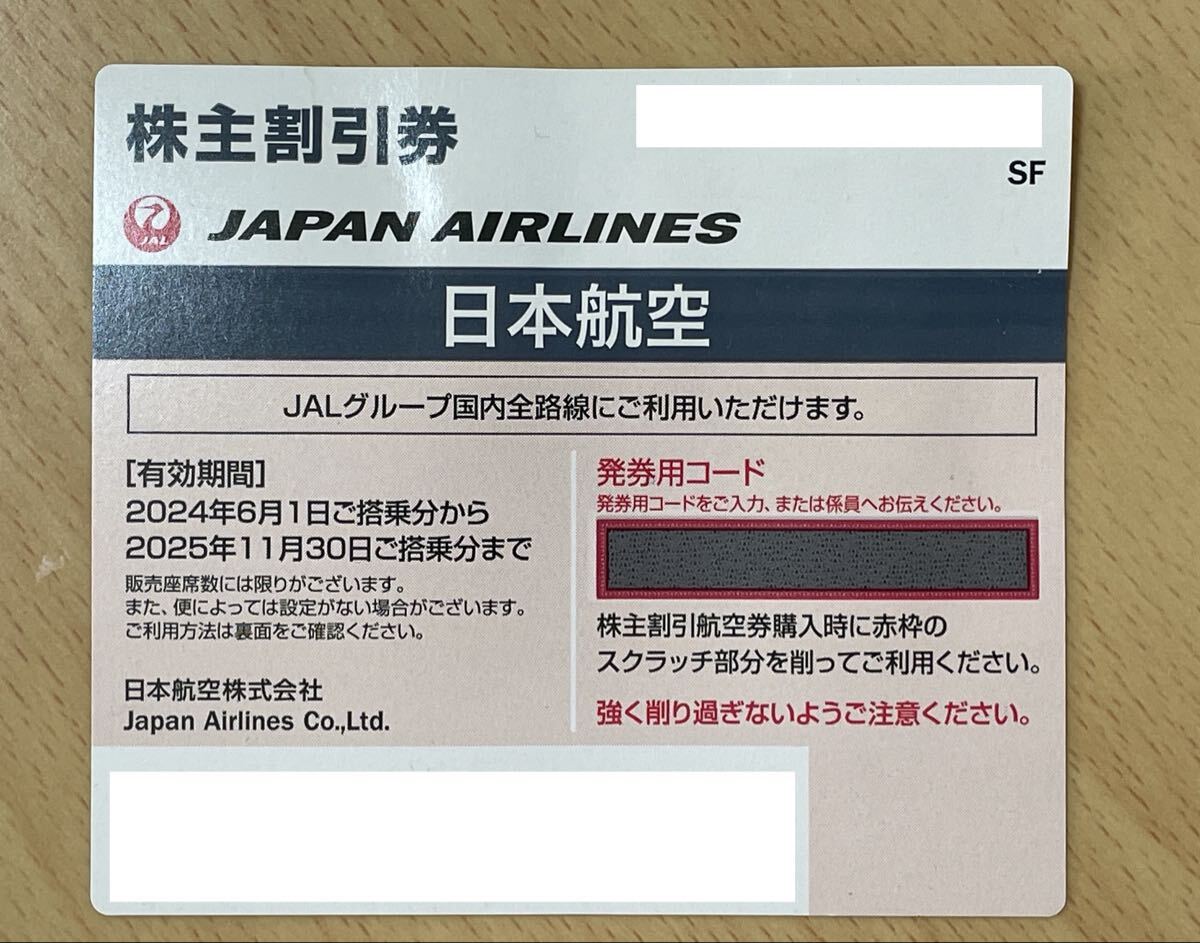 株主割引券
SF
JAL
JAPAN AIRLINES
日本航空
JALグループ国内全路線にご利用いただけます。
[有効期間]
2024年6月1日ご搭乗分から
2025年11月30日ご搭乗分まで
販売座席数には限りがございます。
また、便によっては設定がない場合がございます。
ご利用方法は裏面をご確認ください。
日本航空株式会社
Japan Airlines Co.,Ltd.
発券用コード
発券用コードをご入力、または係員へお伝えください。
株主割引航空券購入時に赤枠の
スクラッチ部分を削ってご利用ください。
強く削り過ぎないようご注意ください。